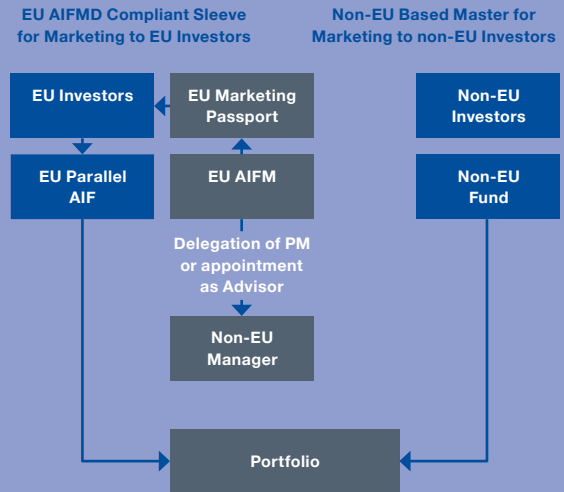 EU AIFMD Compliant Sleeve
for Marketing to EU Investors
Non-EU Based Master for
Marketing to non-EU Investors
EU Investors
EU Marketing
Passport
Non-EU
Investors
EU Parallel
AIF
EU AIFM
Non-EU
Fund
Delegation of PM
or appointment
as Advisor
Non-EU
Manager
Portfolio